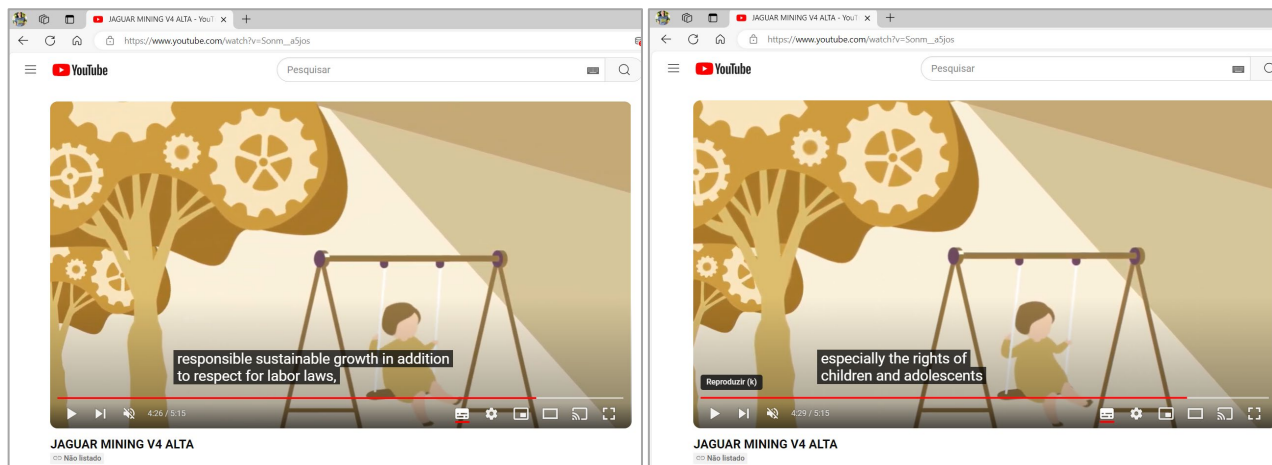 JAGUAR MINING V4 ALTA - YouT
https://www.youtube.com/watch?v=Sonm__a5jos
YouTube
Pesquisar
responsible sustainable growth in addition
to respect for labor laws,
4:26 / 5:15
JAGUAR MINING V4 ALTA
Não listado
JAGUAR MINING V4 ALTA - YouT
https://www.youtube.com/watch?v=Sonm__a5jos
YouTube
Pesquisar
especially the rights of
children and adolescents
Reproduzir (k)
4:29 / 5:15
JAGUAR MINING V4 ALTA
Não listado